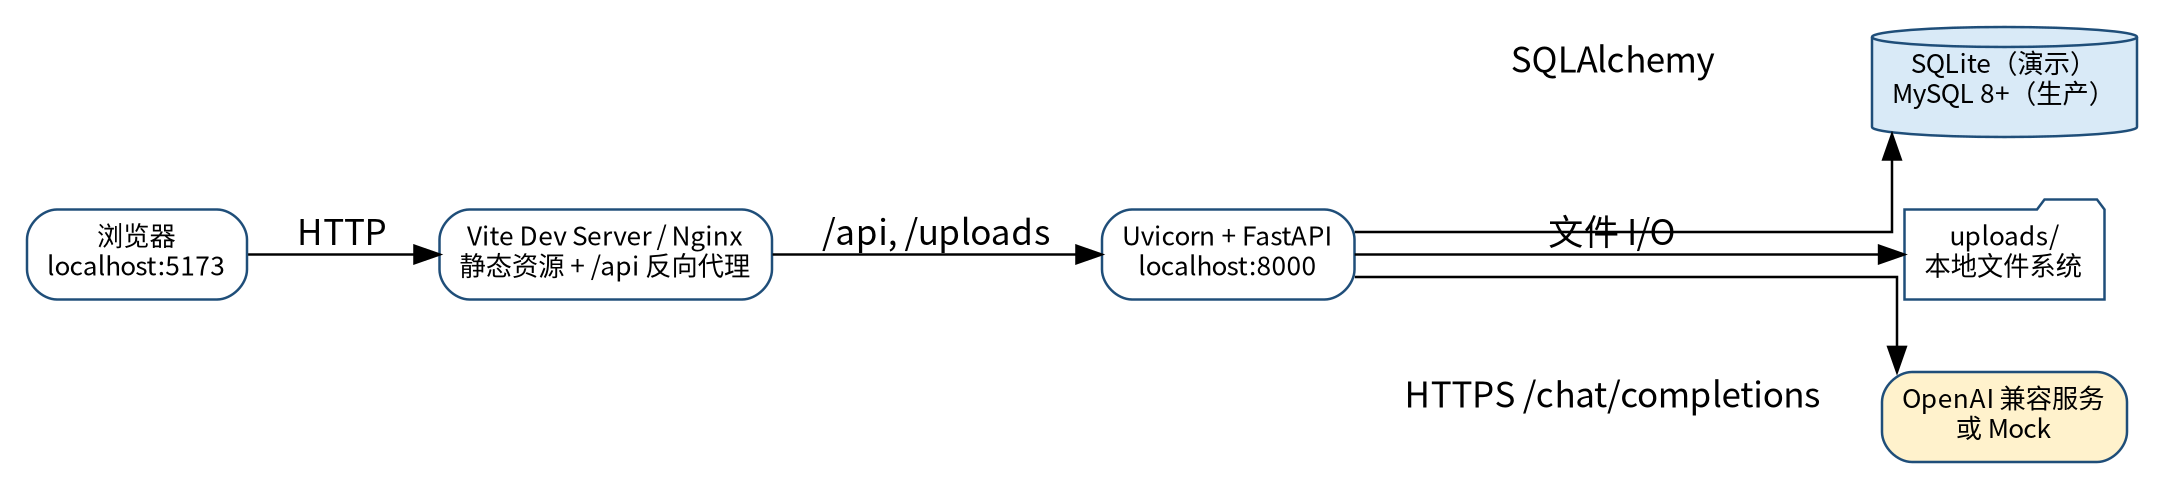 浏览器
localhost:5173
HTTP
Vite Dev Server / Nginx
静态资源 + /api 反向代理
/api, /uploads
Uvicorn + FastAPI
localhost:8000
SQLAlchemy
SQLite（演示）
MySQL 8+（生产）
文件 I/O
uploads/
本地文件系统
HTTPS /chat/completions
OpenAI 兼容服务
或 Mock